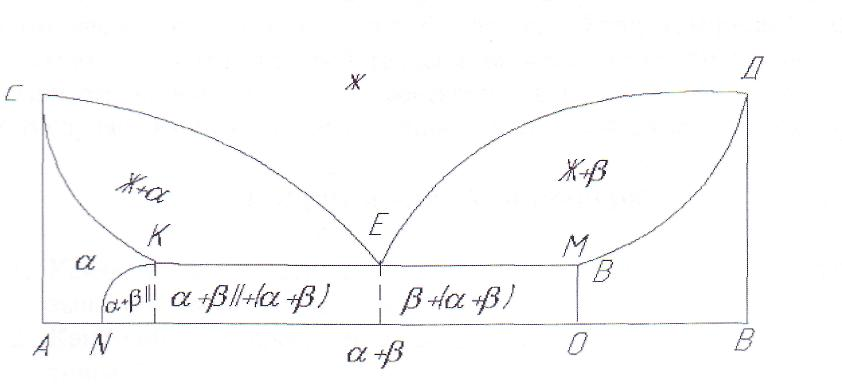 Ж
С
Д
Ж+α
Ж+β
К
Е
М
α
В
α+βII
α+βII+(α+β)
β+(α+β)
А
N
α+β
О
В